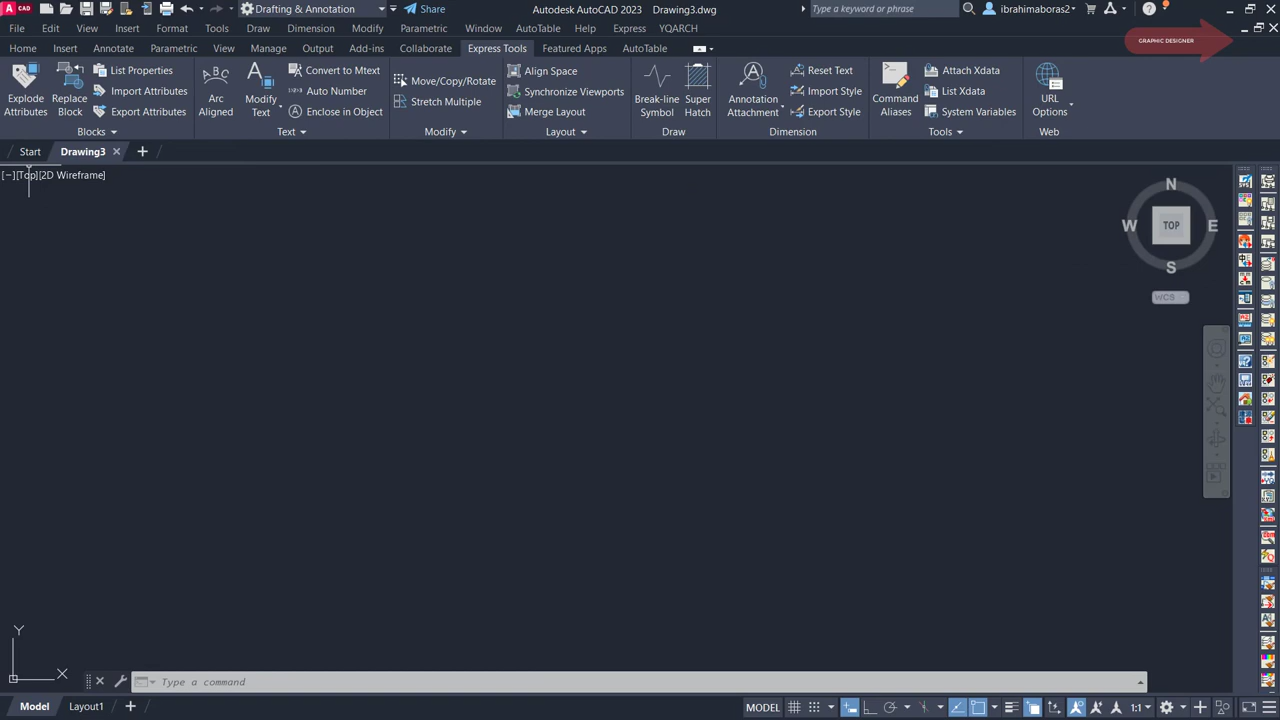 CAD
Drafting & Annotation
Share
Autodesk AutoCAD 2023 Drawing3.dwg
Type a keyword or phrase
ibrahimaboras2
File Edit View Insert Format Tools Draw Dimension Modify Parametric Window AutoTable Help Express YQARCH
GRAPHIC DESIGNER
Home Insert Annotate Parametric View Manage Output Add-ins Collaborate Express Tools Featured Apps AutoTable
Explode Attributes
Replace Block
List Properties
Import Attributes
Export Attributes
Blocks
Arc Aligned
Modify Text
Convert to Mtext
Auto Number
Enclose in Object
Text
Move/Copy/Rotate
Stretch Multiple
Modify
Align Space
Synchronize Viewports
Merge Layout
Layout
Break-line Symbol
Super Hatch
Draw
Annotation Attachment
Reset Text
Import Style
Export Style
Dimension
Command Aliases
Attach Xdata
List Xdata
System Variables
Tools
URL Options
Web
Start
Drawing3
[−][Top][2D Wireframe]
N
W TOP E
S
WCS
Y
X
Type a command
Model Layout1
MODEL
1:1